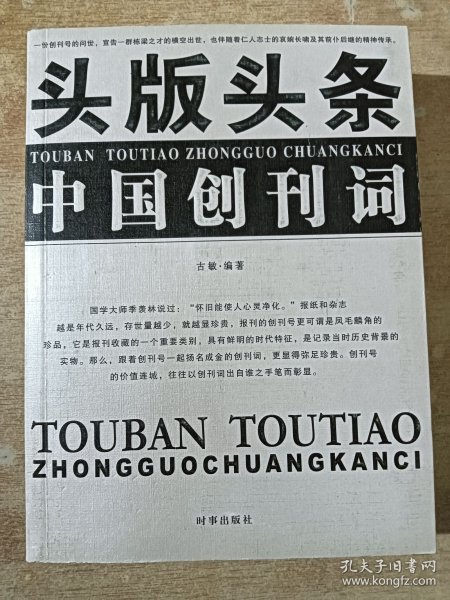 一份创刊号的问世，宣告一群栋梁之才的横空出世，也伴随着仁人志士的哀婉长啸及其前仆后继的精神传承。
头版头条
TOUBAN TOUTIAO ZHONGGUO CHUANGKANCI
中国创刊词
古敏·编著
国学大师季羡林说过：“怀旧能使人心灵净化。”报纸和杂志
越是年代久远，存世量越少，就越显珍贵，报刊的创刊号更可谓是凤毛麟角的
珍品，它是报刊收藏的一个重要类别，具有鲜明的时代特征，是记录当时历史背景的
实物。那么，跟着创刊号一起扬名成金的创刊词，更显得弥足珍贵。创刊号
的价值连城，往往以创刊词出自谁之手笔而彰显。
TOUBAN TOUTIAO
ZHONGGUOCHUANGKANCI
时事出版社
孔夫子旧书网
www.kongfz.com